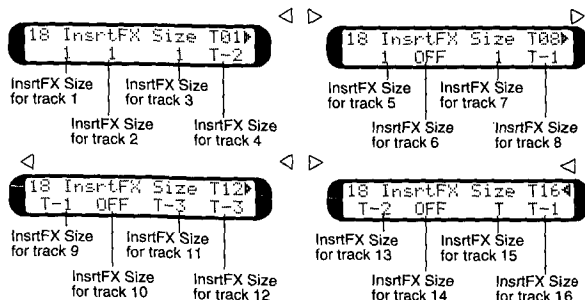 18 InsrtFX Size T01
1 1 1 T-2
InsrtFX Size for track 1
InsrtFX Size for track 2
InsrtFX Size for track 3
InsrtFX Size for track 4
18 InsrtFX Size T08
1 OFF 1 T-1
InsrtFX Size for track 5
InsrtFX Size for track 6
InsrtFX Size for track 7
InsrtFX Size for track 8
18 InsrtFX Size T12
T-1 OFF T-3 T-3
InsrtFX Size for track 9
InsrtFX Size for track 10
InsrtFX Size for track 11
InsrtFX Size for track 12
18 InsrtFX Size T16
T-2 OFF T T-1
InsrtFX Size for track 13
InsrtFX Size for track 14
InsrtFX Size for track 15
InsrtFX Size for track 16